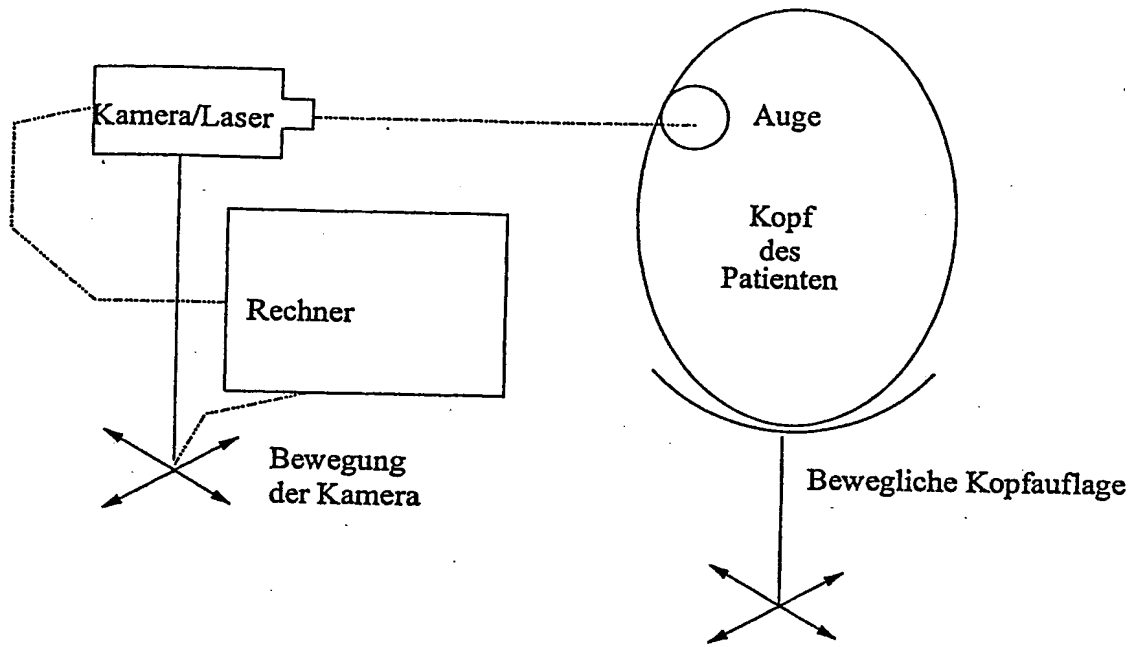 Kamera/Laser
Auge
Kopf
des
Patienten
Rechner
Bewegung
der Kamera
Bewegliche Kopfauflage